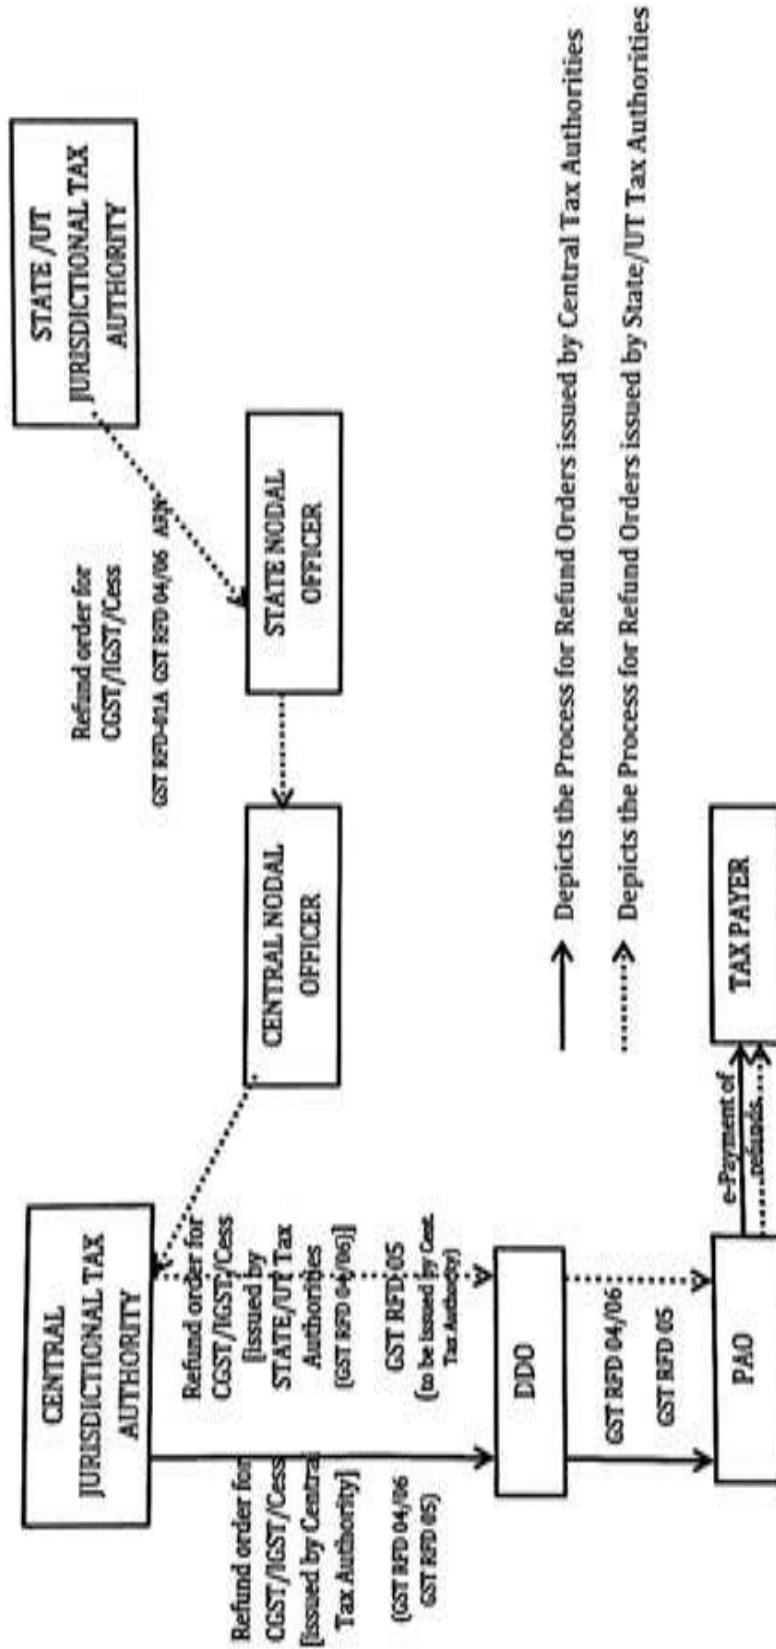 CENTRAL
JURISDICTIONAL TAX
AUTHORITY
STATE /UT
JURISDICTIONAL TAX
AUTHORITY
Refund order for
CGST/IGST/Cess
GST RFD-01A GST RFD 04/06 ARN
CENTRAL NODAL
OFFICER
STATE NODAL
OFFICER
Refund order for
CGST/IGST/Cess
[issued by Central
Tax Authority]
(GST RFD 04/06
GST RFD 05)
Refund order for
CGST/IGST/Cess
[issued by
STATE/UT Tax
Authorities
(GST RFD 04/06)]
GST RFD 05
(to be issued by Cent.
Tax Authority)
DDO
GST RFD 04/06
GST RFD 05
Depicts the Process for Refund Orders issued by Central Tax Authorities
Depicts the Process for Refund Orders issued by State/UT Tax Authorities
PAO
e-Payment of
refunds
TAX PAYER